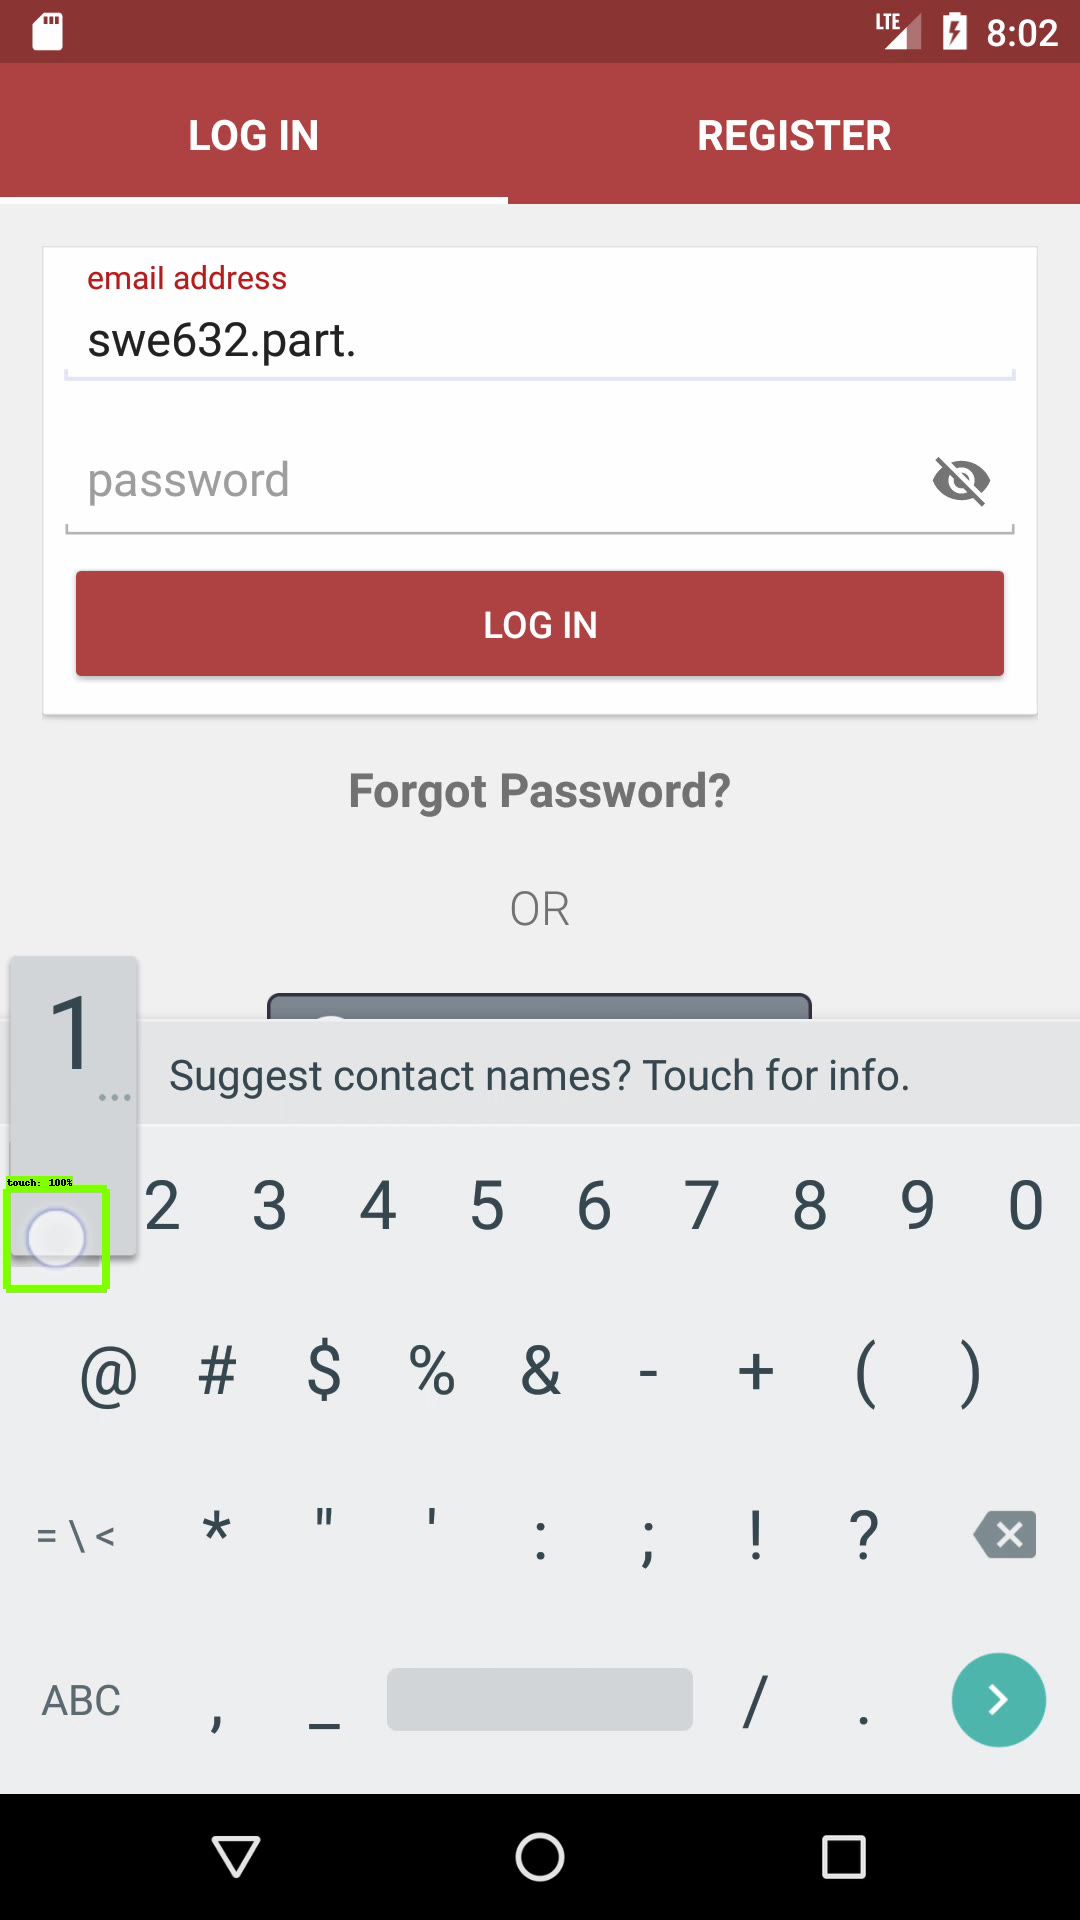 LTE 8:02
LOG IN REGISTER
email address
swe632.part.
password
LOG IN
Forgot Password?
OR
1
...
Suggest contact names? Touch for info.
touch: 100%
2 3 4 5 6 7 8 9 0
@ # $ % & - + ( )
= \ < * " ' : ; ! ?
ABC , _ / .